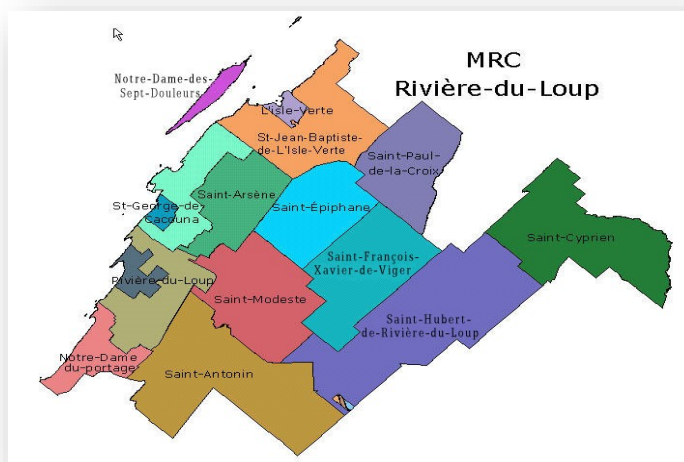 MRC
Rivière-du-Loup
Notre-Dame-des-
Sept-Douleurs
L'isle-Verte
St-Jean-Baptiste-
de-L'Isle-Verte
Saint-Paul-
de-la-Croix
Saint-Arsène
St-George-de-
Cacouna
Saint-Épiphane
Saint-Cyprien
Saint-François-
Xavier-de-Viger
Rivière-du-Loup
Saint-Modeste
Saint-Hubert-
de-Rivière-du-Loup
Notre-Dame
du-portage
Saint-Antonin